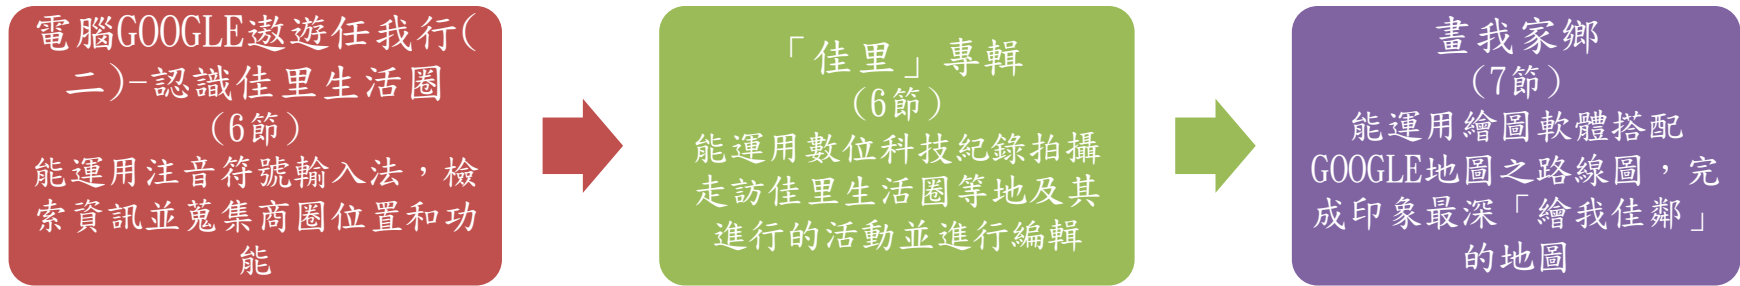 電腦GOOGLE遨遊任我行(
二)-認識佳里生活圈
(6節)
能運用注音符號輸入法，檢
索資訊並蒐集商圈位置和功
能
「佳里」專輯
(6節)
能運用數位科技紀錄拍攝
走訪佳里生活圈等地及其
進行的活動並進行編輯
畫我家鄉
(7節)
能運用繪圖軟體搭配
GOOGLE地圖之路線圖，完
成印象最深「繪我佳鄰」
的地圖